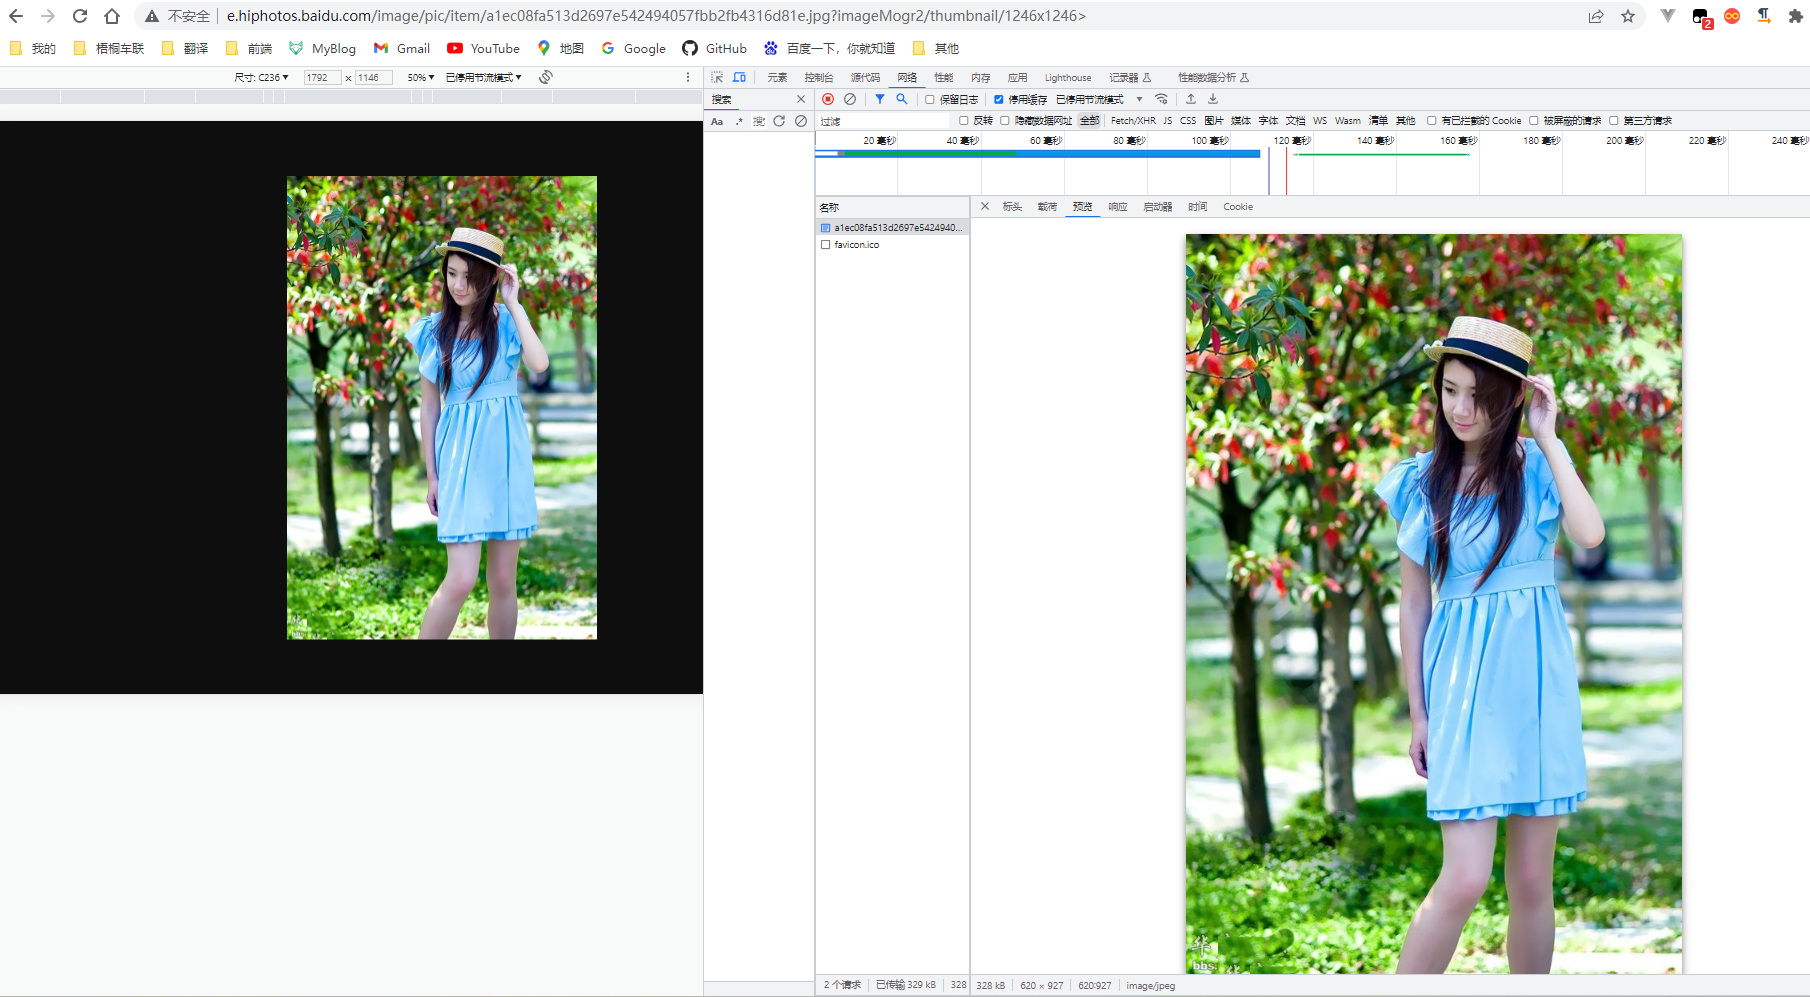 不安全 e.hiphotos.baidu.com/image/pic/item/a1ec08fa513d2697e542494057fbb2fb4316d81e.jpg?imageMogr2/thumbnail/1246x1246>
2
我的 梧桐车联 翻译 前端 MyBlog Gmail YouTube 地图 Google GitHub 百度一下，你就知道 其他
尺寸: C236 ▼ 1792 x 1146 50% ▼ 已停用节流模式 ▼
元素 控制台 源代码 网络 性能 内存 应用 Lighthouse 记录器 性能数据分析
搜索
保留日志 停用缓存 已停用节流模式 ▼
Aa .*
过滤 反转 隐藏数据网址 全部 Fetch/XHR JS CSS 图片 媒体 字体 文档 WS Wasm 清单 其他 有已拦截的 Cookie 被屏蔽的请求 第三方请求
20 毫秒 40 毫秒 60 毫秒 80 毫秒 100 毫秒 120 毫秒 140 毫秒 160 毫秒 180 毫秒 200 毫秒 220 毫秒 240 毫秒
名称
标头 载荷 预览 响应 启动器 时间 Cookie
a1ec08fa513d2697e5424940...
favicon.ico
华
bbs.
2 个请求 已传输 329 kB 328
328 kB 620 × 927 620:927 image/jpeg